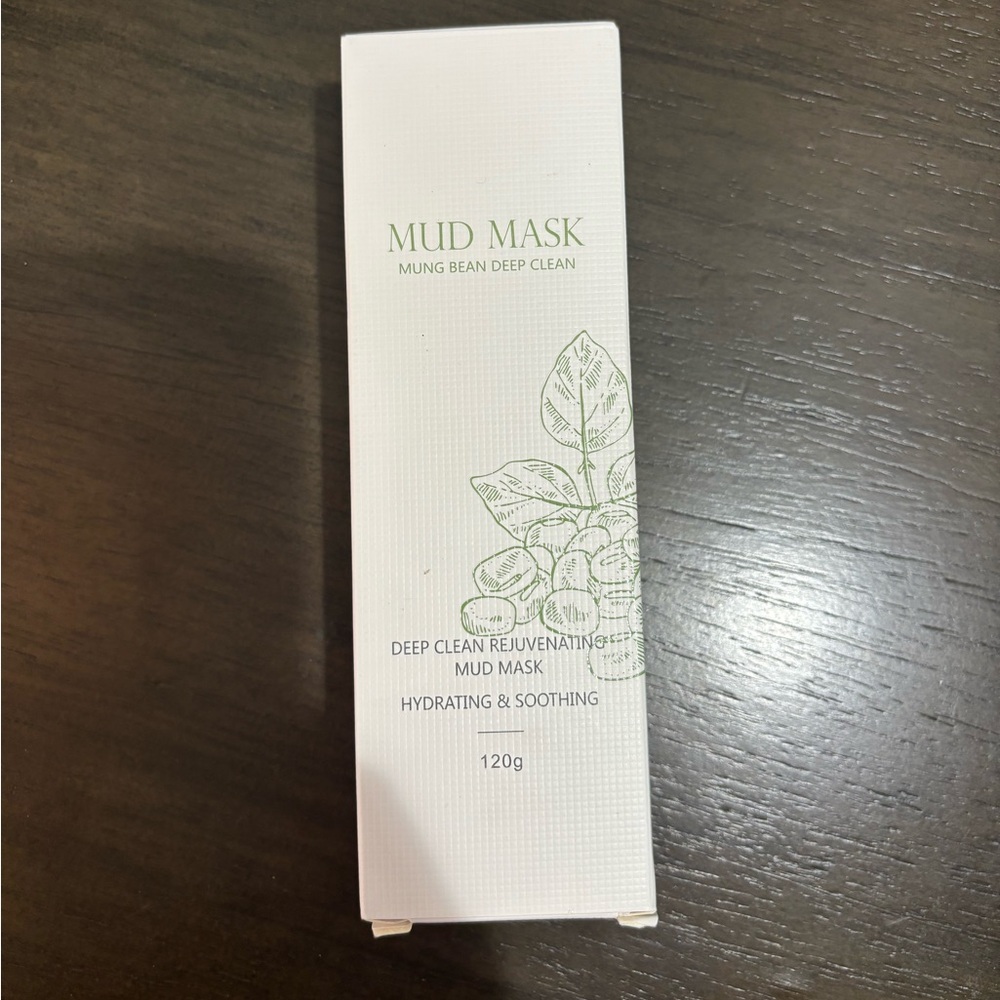 MUD MASK
MUNG BEAN DEEP CLEAN
DEEP CLEAN REJUVENATING
MUD MASK
HYDRATING & SOOTHING
120g